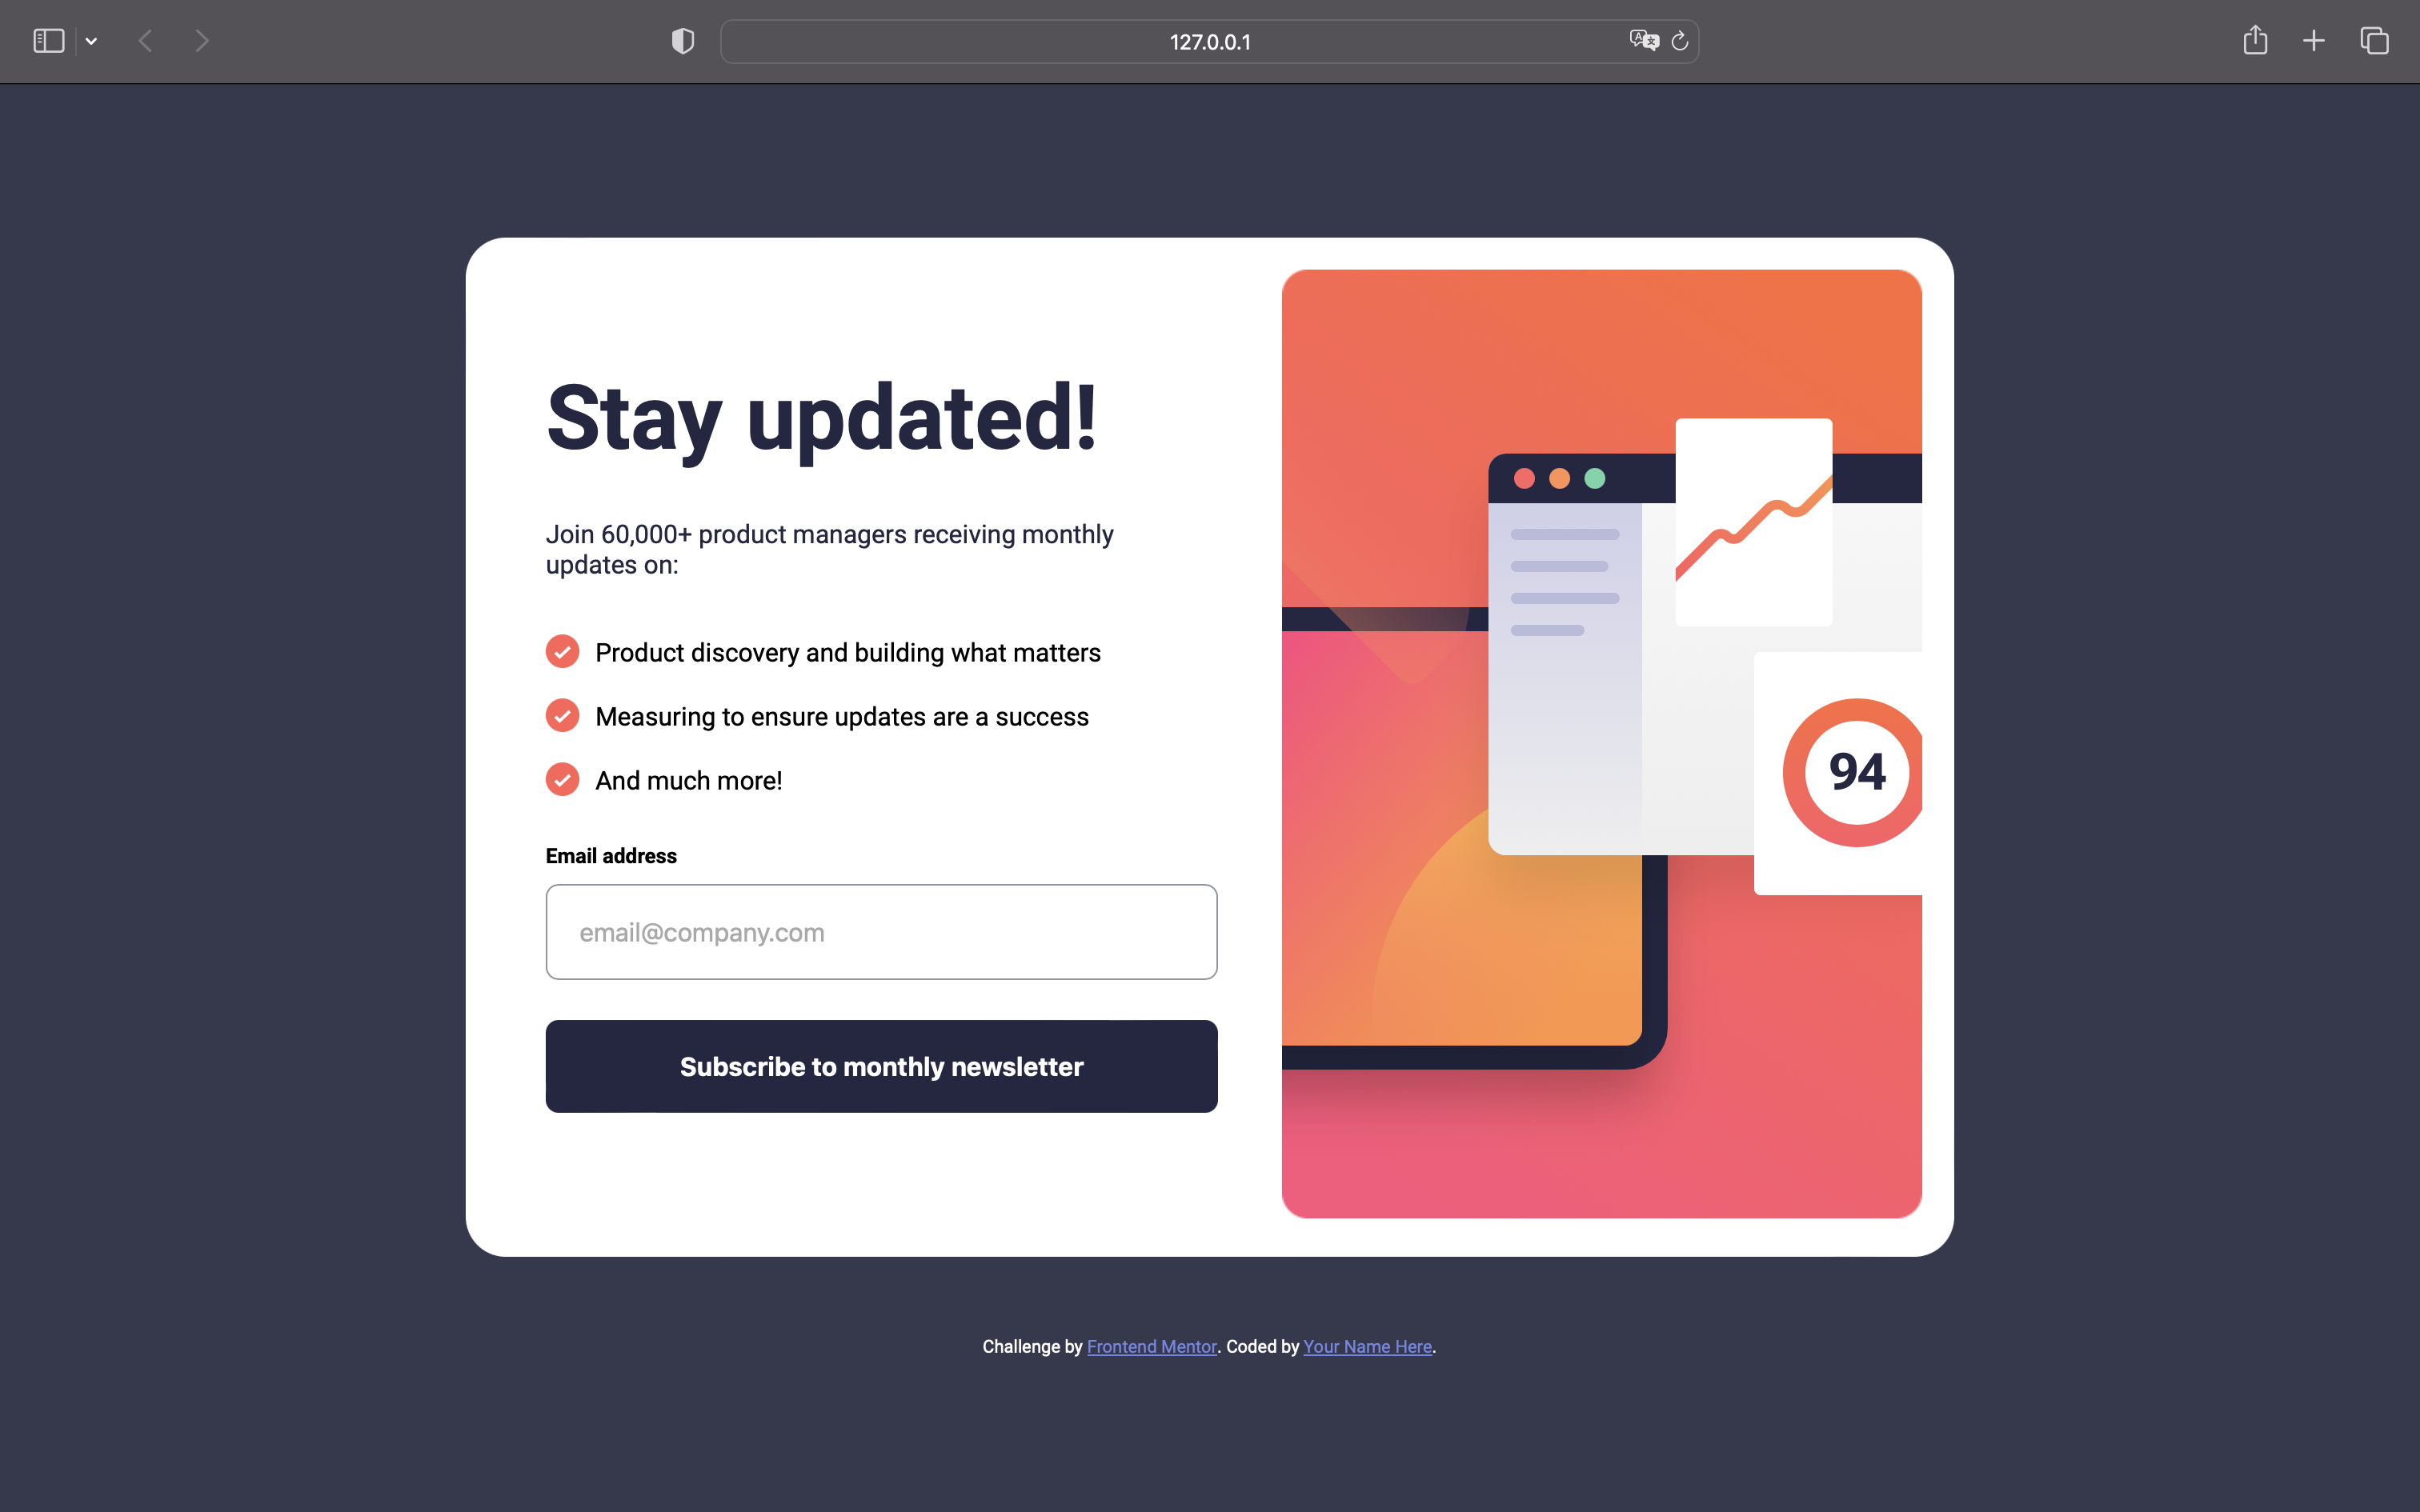 127.0.0.1
Stay updated!
Join 60,000+ product managers receiving monthly
updates on:
Product discovery and building what matters
Measuring to ensure updates are a success
And much more!
Email address
email@company.com
Subscribe to monthly newsletter
94
Challenge by Frontend Mentor. Coded by Your Name Here.